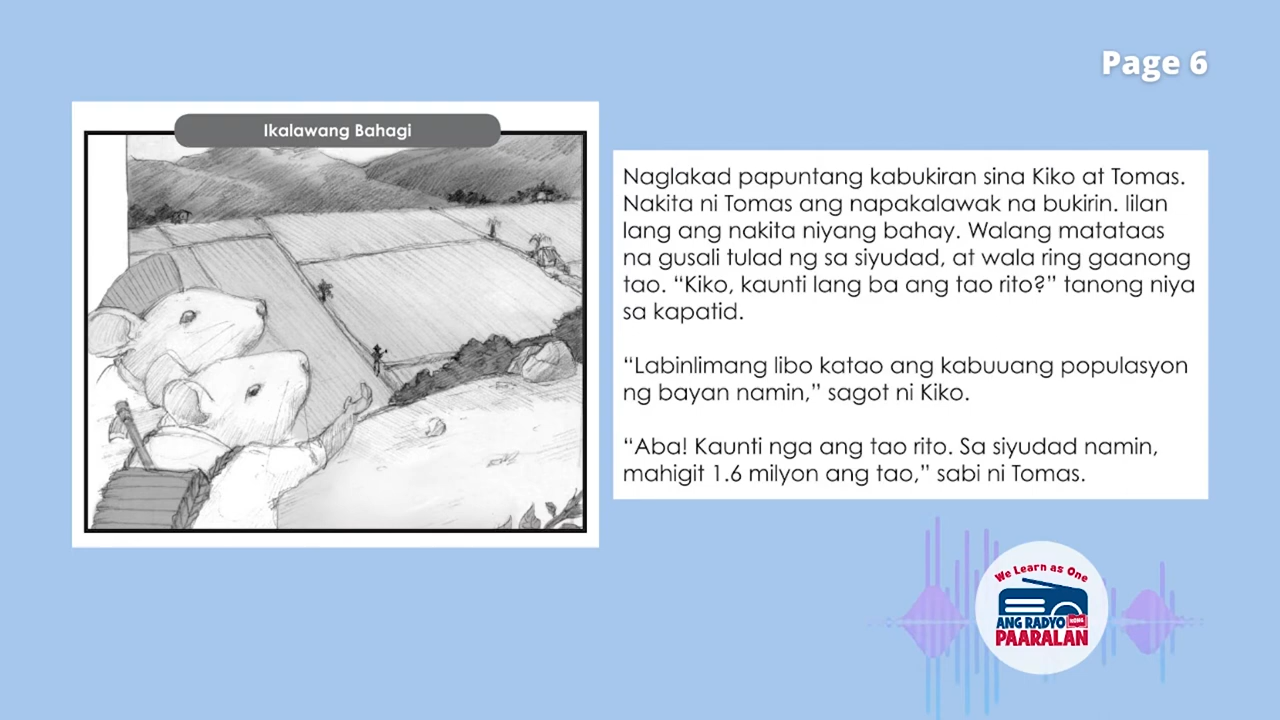 Page 6
Ikalawang Bahagi
Naglakad papuntang kabukiran sina Kiko at Tomas.
Nakita ni Tomas ang napakalawak na bukirin. Iilan
lang ang nakita niyang bahay. Walang matataas
na gusali tulad ng sa siyudad, at wala ring gaanong
tao. “Kiko, kaunti lang ba ang tao rito?” tanong niya
sa kapatid.
“Labinlimang libo katao ang kabuuang populasyon
ng bayan namin,” sagot ni Kiko.
“Aba! Kaunti nga ang tao rito. Sa siyudad namin,
mahigit 1.6 milyon ang tao,” sabi ni Tomas.
We Learn as One
ANG RADYO
PAARALAN